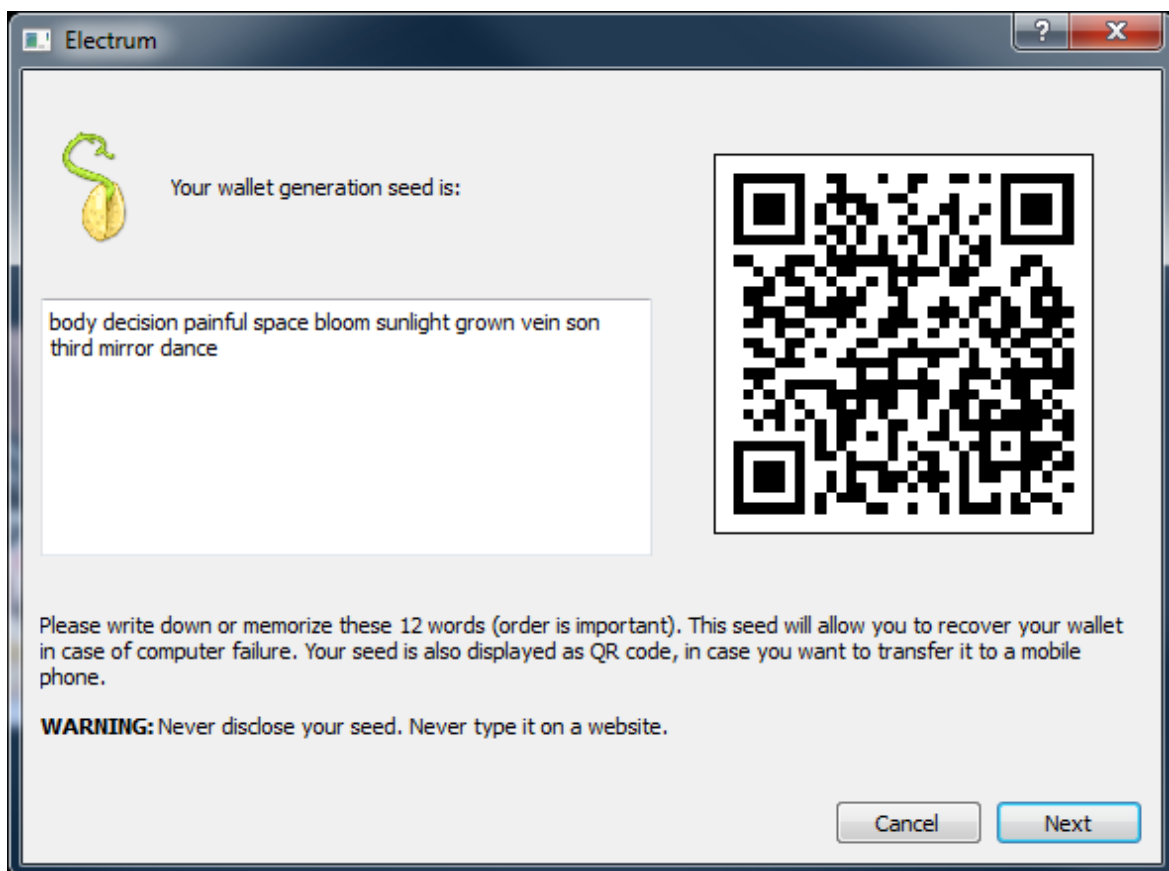 Electrum
Your wallet generation seed is:
body decision painful space bloom sunlight grown vein son
third mirror dance
Please write down or memorize these 12 words (order is important). This seed will allow you to recover your wallet
in case of computer failure. Your seed is also displayed as QR code, in case you want to transfer it to a mobile
phone.
WARNING: Never disclose your seed. Never type it on a website.
Cancel
Next